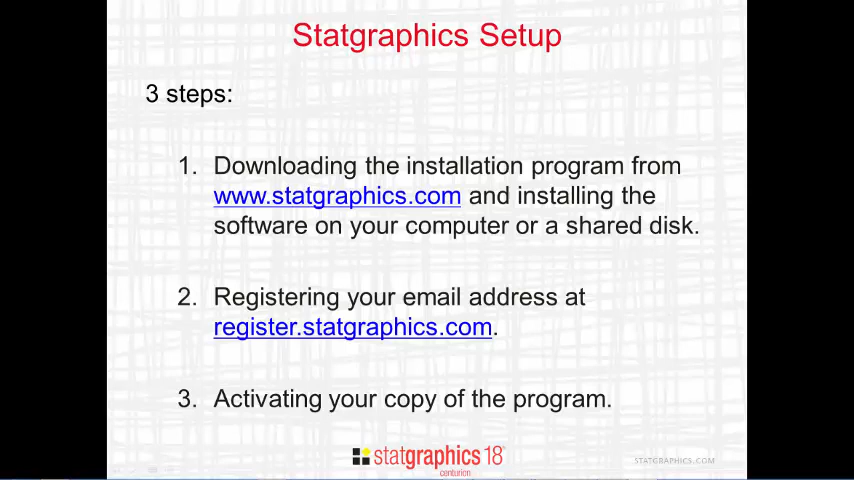 Statgraphics Setup
3 steps:
1. Downloading the installation program from
www.statgraphics.com and installing the
software on your computer or a shared disk.
2. Registering your email address at
register.statgraphics.com.
3. Activating your copy of the program.
statgraphics 18®
centurion
STATGRAPHICS.COM